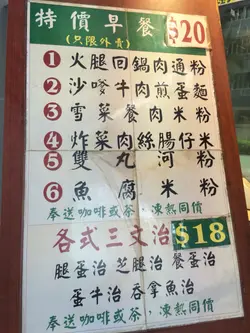 特價早餐 $20
(只限外賣)
1 火腿回鍋肉通粉
2 沙嗲牛肉煎蛋麵
3 雪菜餐肉米粉
4 炸菜肉絲腸仔米
5 雙丸河粉
6 魚腐米粉
奉送咖啡或茶,凍熱同價
各式三文治 $18
腿蛋治 芝腿治 餐蛋治
蛋牛治 吞拿魚治
奉送咖啡或茶,凍熱同價